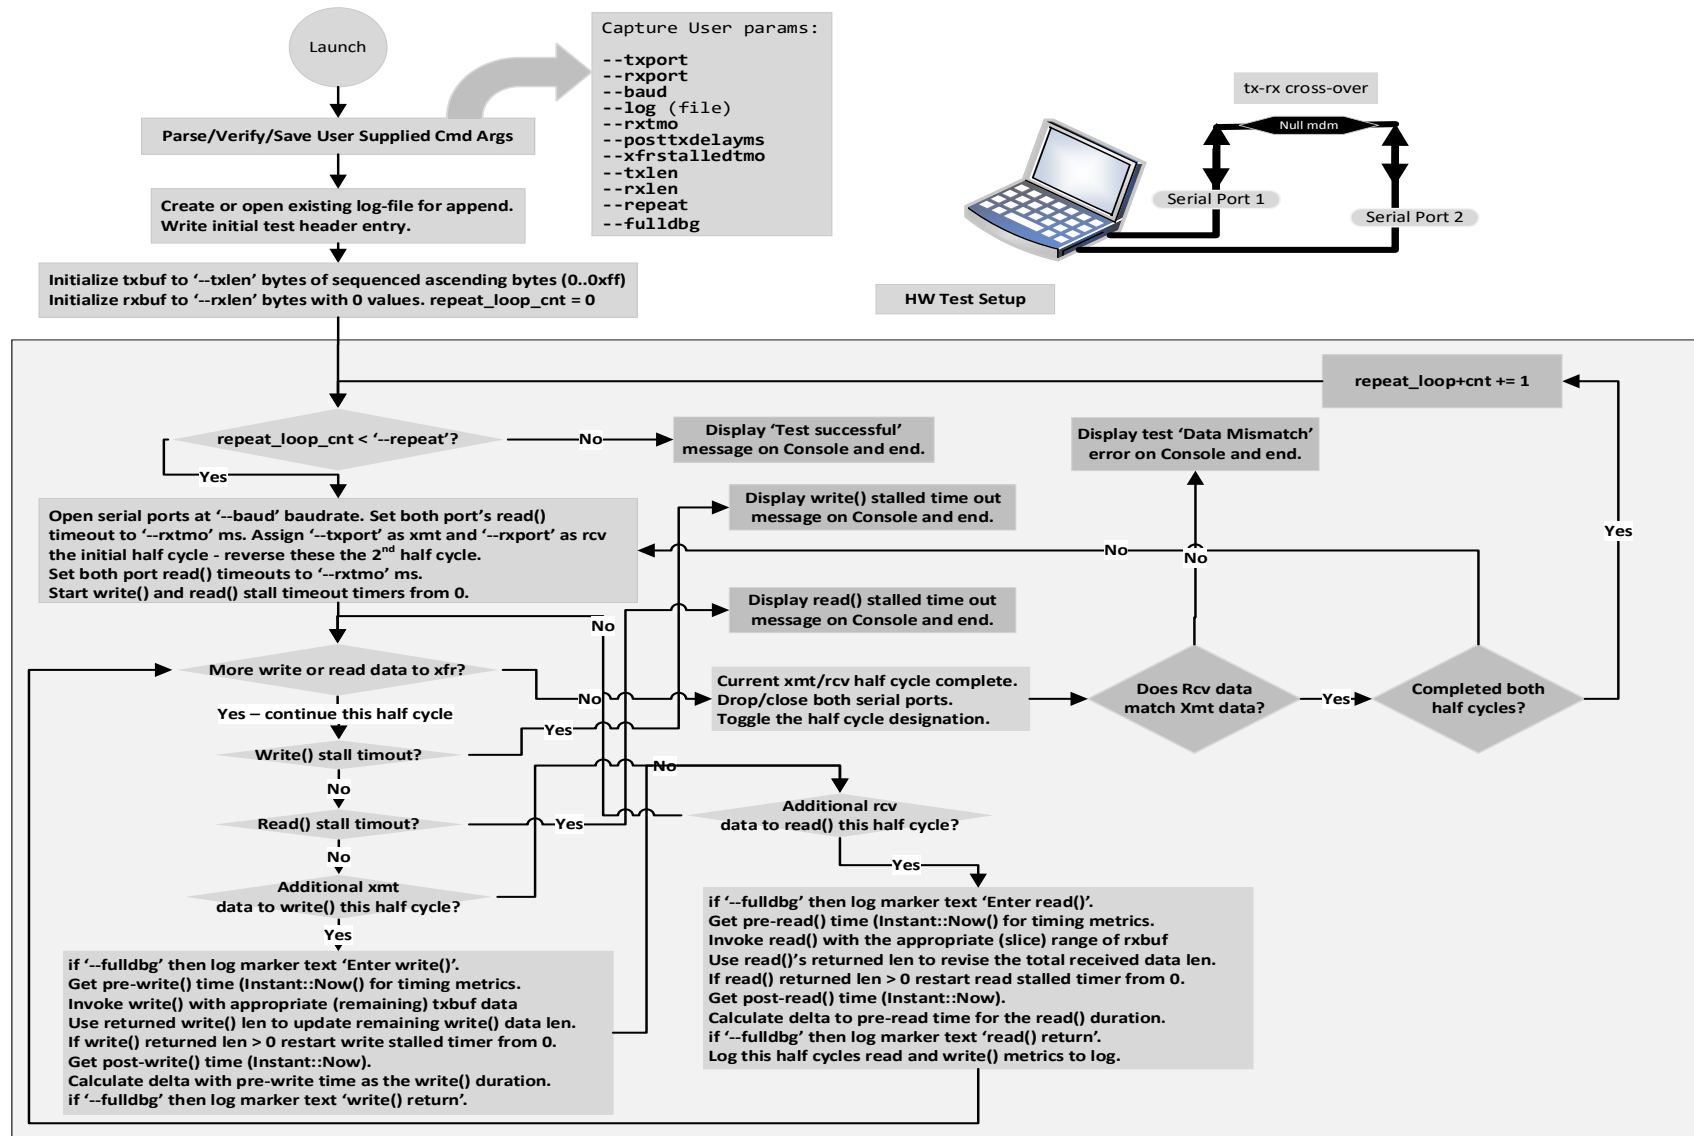 Launch
Capture User params:
--txport
--rxport
--baud
--log (file)
--rxtmo
--posttxdelayms
--xfrstalledtmo
--txlen
--rxlen
--repeat
--fulldbg
tx-rx cross-over
Null mdm
Serial Port 1
Serial Port 2
HW Test Setup
Parse/Verify/Save User Supplied Cmd Args
Create or open existing log-file for append.
Write initial test header entry.
Initialize txbuf to ‘--txlen’ bytes of sequenced ascending bytes (0..0xff)
Initialize rxbuf to ‘--rxlen’ bytes with 0 values. repeat_loop_cnt = 0
repeat_loop+cnt += 1
repeat_loop_cnt < ‘--repeat’?
No
Display ‘Test successful’
message on Console and end.
Display test ‘Data Mismatch’
error on Console and end.
Yes
Yes
Open serial ports at ‘--baud’ baudrate. Set both port’s read()
timeout to ‘--rxtmo’ ms. Assign ‘--txport’ as xmt and ‘--rxport’ as rcv
the initial half cycle - reverse these the 2nd half cycle.
Set both port read() timeouts to ‘--rxtmo’ ms.
Start write() and read() stall timeout timers from 0.
Display write() stalled time out
message on Console and end.
No
No
Display read() stalled time out
message on Console and end.
No
More write or read data to xfr?
No
Current xmt/rcv half cycle complete.
Drop/close both serial ports.
Toggle the half cycle designation.
Does Rcv data
match Xmt data?
Yes
Completed both
half cycles?
Yes – continue this half cycle
Write() stall timout?
Yes
No
No
Read() stall timout?
Yes
Additional rcv
data to read() this half cycle?
No
Yes
Additional xmt
data to write() this half cycle?
Yes
if ‘--fulldbg’ then log marker text ‘Enter write()’.
Get pre-write() time (Instant::Now() for timing metrics.
Invoke write() with appropriate (remaining) txbuf data
Use returned write() len to update remaining write() data len.
If write() returned len > 0 restart write stalled timer from 0.
Get post-write() time (Instant::Now).
Calculate delta with pre-write time as the write() duration.
if ‘--fulldbg’ then log marker text ‘write() return’.
if ‘--fulldbg’ then log marker text ‘Enter read()’.
Get pre-read() time (Instant::Now() for timing metrics.
Invoke read() with the appropriate (slice) range of rxbuf
Use read()’s returned len to revise the total received data len.
If read() returned len > 0 restart read stalled timer from 0.
Get post-read() time (Instant::Now).
Calculate delta to pre-read time for the read() duration.
if ‘--fulldbg’ then log marker text ‘read() return’.
Log this half cycles read and write() metrics to log.